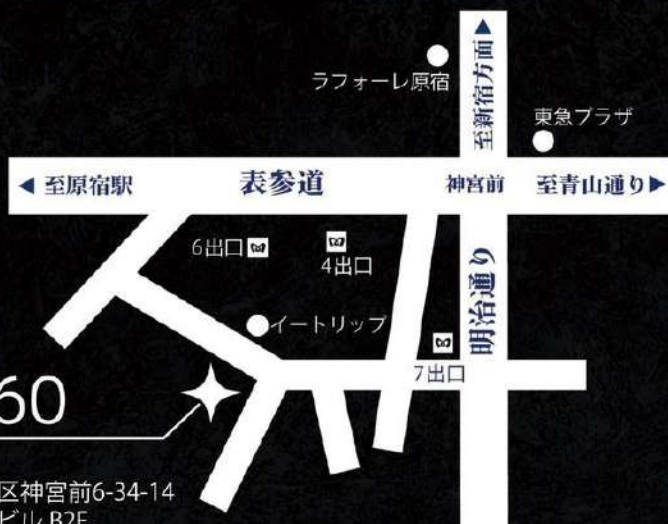 至新宿方面▶
ラフォーレ原宿
東急プラザ
◀ 至原宿駅
表参道
神宮前
至青山通り▶
6出口
4出口
明治通り
イートリップ
7出口
60
区神宮前6-34-14
ビル B2F